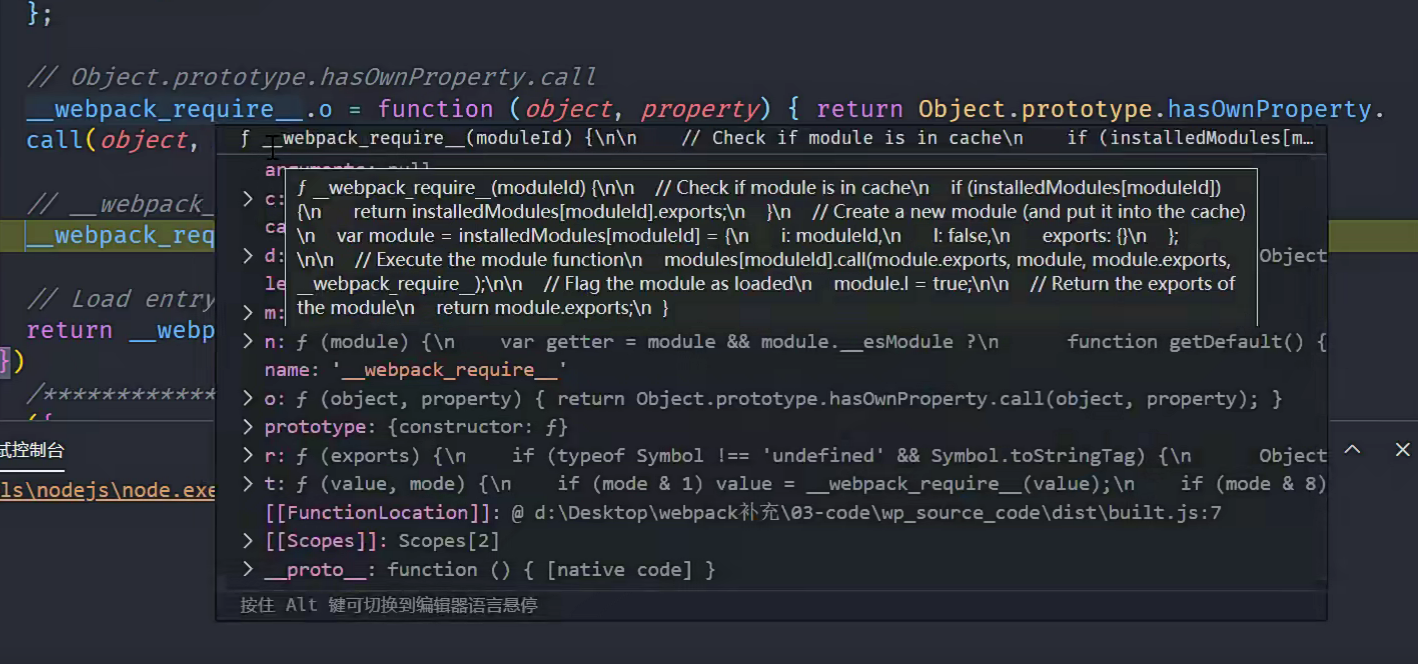 };
// Object.prototype.hasOwnProperty.call
__webpack_require__.o = function (object, property) { return Object.prototype.hasOwnProperty.
call(object,
ƒ __webpack_require__(moduleId) {\n\n    // Check if module is in cache\n    if (installedModules[m…
arguments: null
ƒ __webpack_require__(moduleId) {\n\n    // Check if module is in cache\n    if (installedModules[moduleId])
{\n      return installedModules[moduleId].exports;\n    }\n    // Create a new module (and put it into the cache)
\n    var module = installedModules[moduleId] = {\n      i: moduleId,\n      l: false,\n      exports: {}\n    };
\n\n    // Execute the module function\n    modules[moduleId].call(module.exports, module, module.exports,
__webpack_require__);\n\n    // Flag the module as loaded\n    module.l = true;\n\n    // Return the exports of
the module\n    return module.exports;\n  }
c:
// __webpack_
ca
__webpack_req
d:
Object
le
// Load entry
m:
return __webp
n: ƒ (module) {\n    var getter = module && module.__esModule ?\n      function getDefault() {
})
name: '__webpack_require__'
/*************
o: ƒ (object, property) { return Object.prototype.hasOwnProperty.call(object, property); }
({
prototype: {constructor: ƒ}
试控制台
r: ƒ (exports) {\n    if (typeof Symbol !== 'undefined' && Symbol.toStringTag) {\n      Object
ls\nodejs\node.exe
t: ƒ (value, mode) {\n    if (mode & 1) value = __webpack_require__(value);\n    if (mode & 8)
[[FunctionLocation]]: @ d:\Desktop\webpack补充\03-code\wp_source_code\dist\built.js:7
[[Scopes]]: Scopes[2]
__proto__: function () { [native code] }
按住 Alt 键可切换到编辑器语言悬停